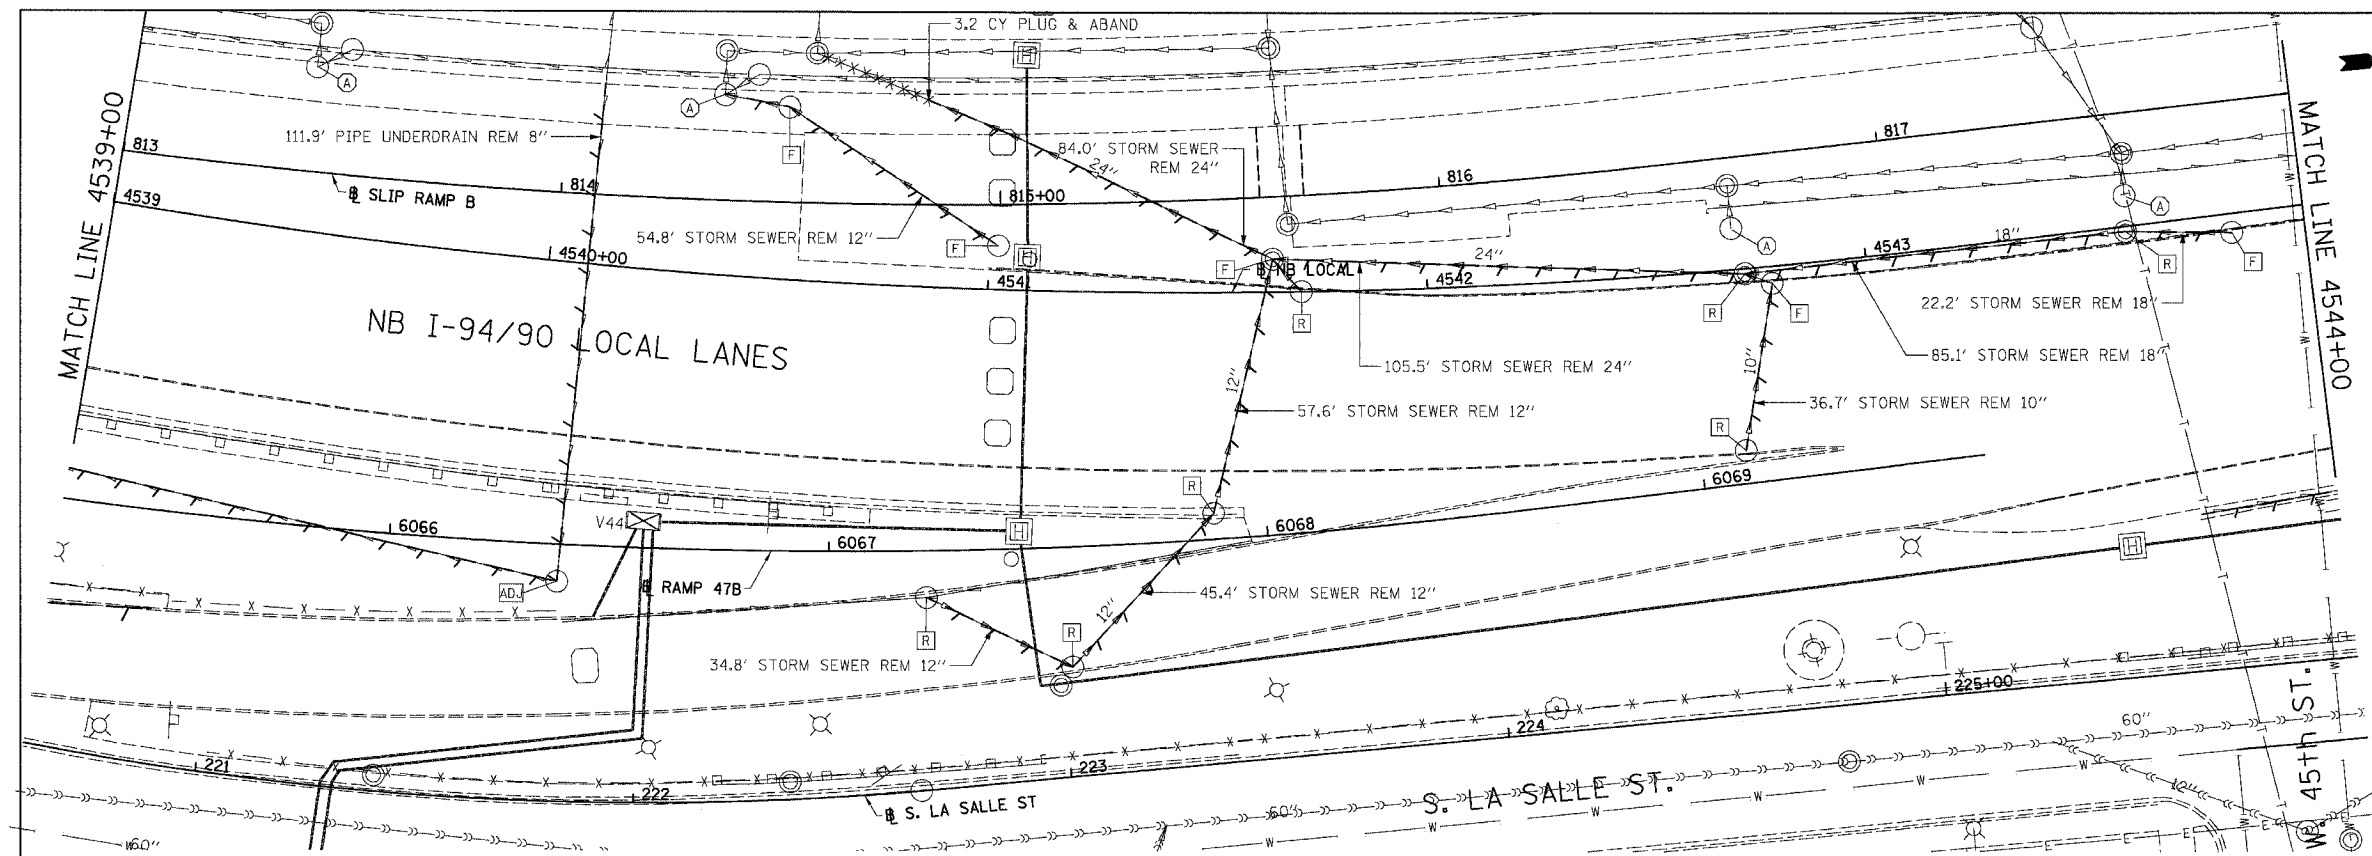 3.2 CY PLUG & ABAND
A
A
MATCH LINE 4539+00
111.9' PIPE UNDERDRAIN REM 8"
F
84.0' STORM SEWER
REM 24"
24"
813
814
815+00
816
817
MATCH LINE 4544+00
℄ SLIP RAMP B
4539
54.8' STORM SEWER REM 12"
F
A
A
4540+00
454
F
℄ NB LOCAL
4542
24"
4543
18"
R
F
R
R
F
22.2' STORM SEWER REM 18"
NB I-94/90 LOCAL LANES
85.1' STORM SEWER REM 18"
105.5' STORM SEWER REM 24"
10"
12"
57.6' STORM SEWER REM 12"
36.7' STORM SEWER REM 10"
R
R
6069
6066
V44
H
6067
6068
H
H
H
ADJ
℄ RAMP 47B
45.4' STORM SEWER REM 12"
12"
R
R
34.8' STORM SEWER REM 12"
225+00
224
221
222
223
60"
℄ S. LA SALLE ST
S. LA SALLE ST.
60"
W. 45th ST.
12"
60"
W
W
W
W
W
E
E
E